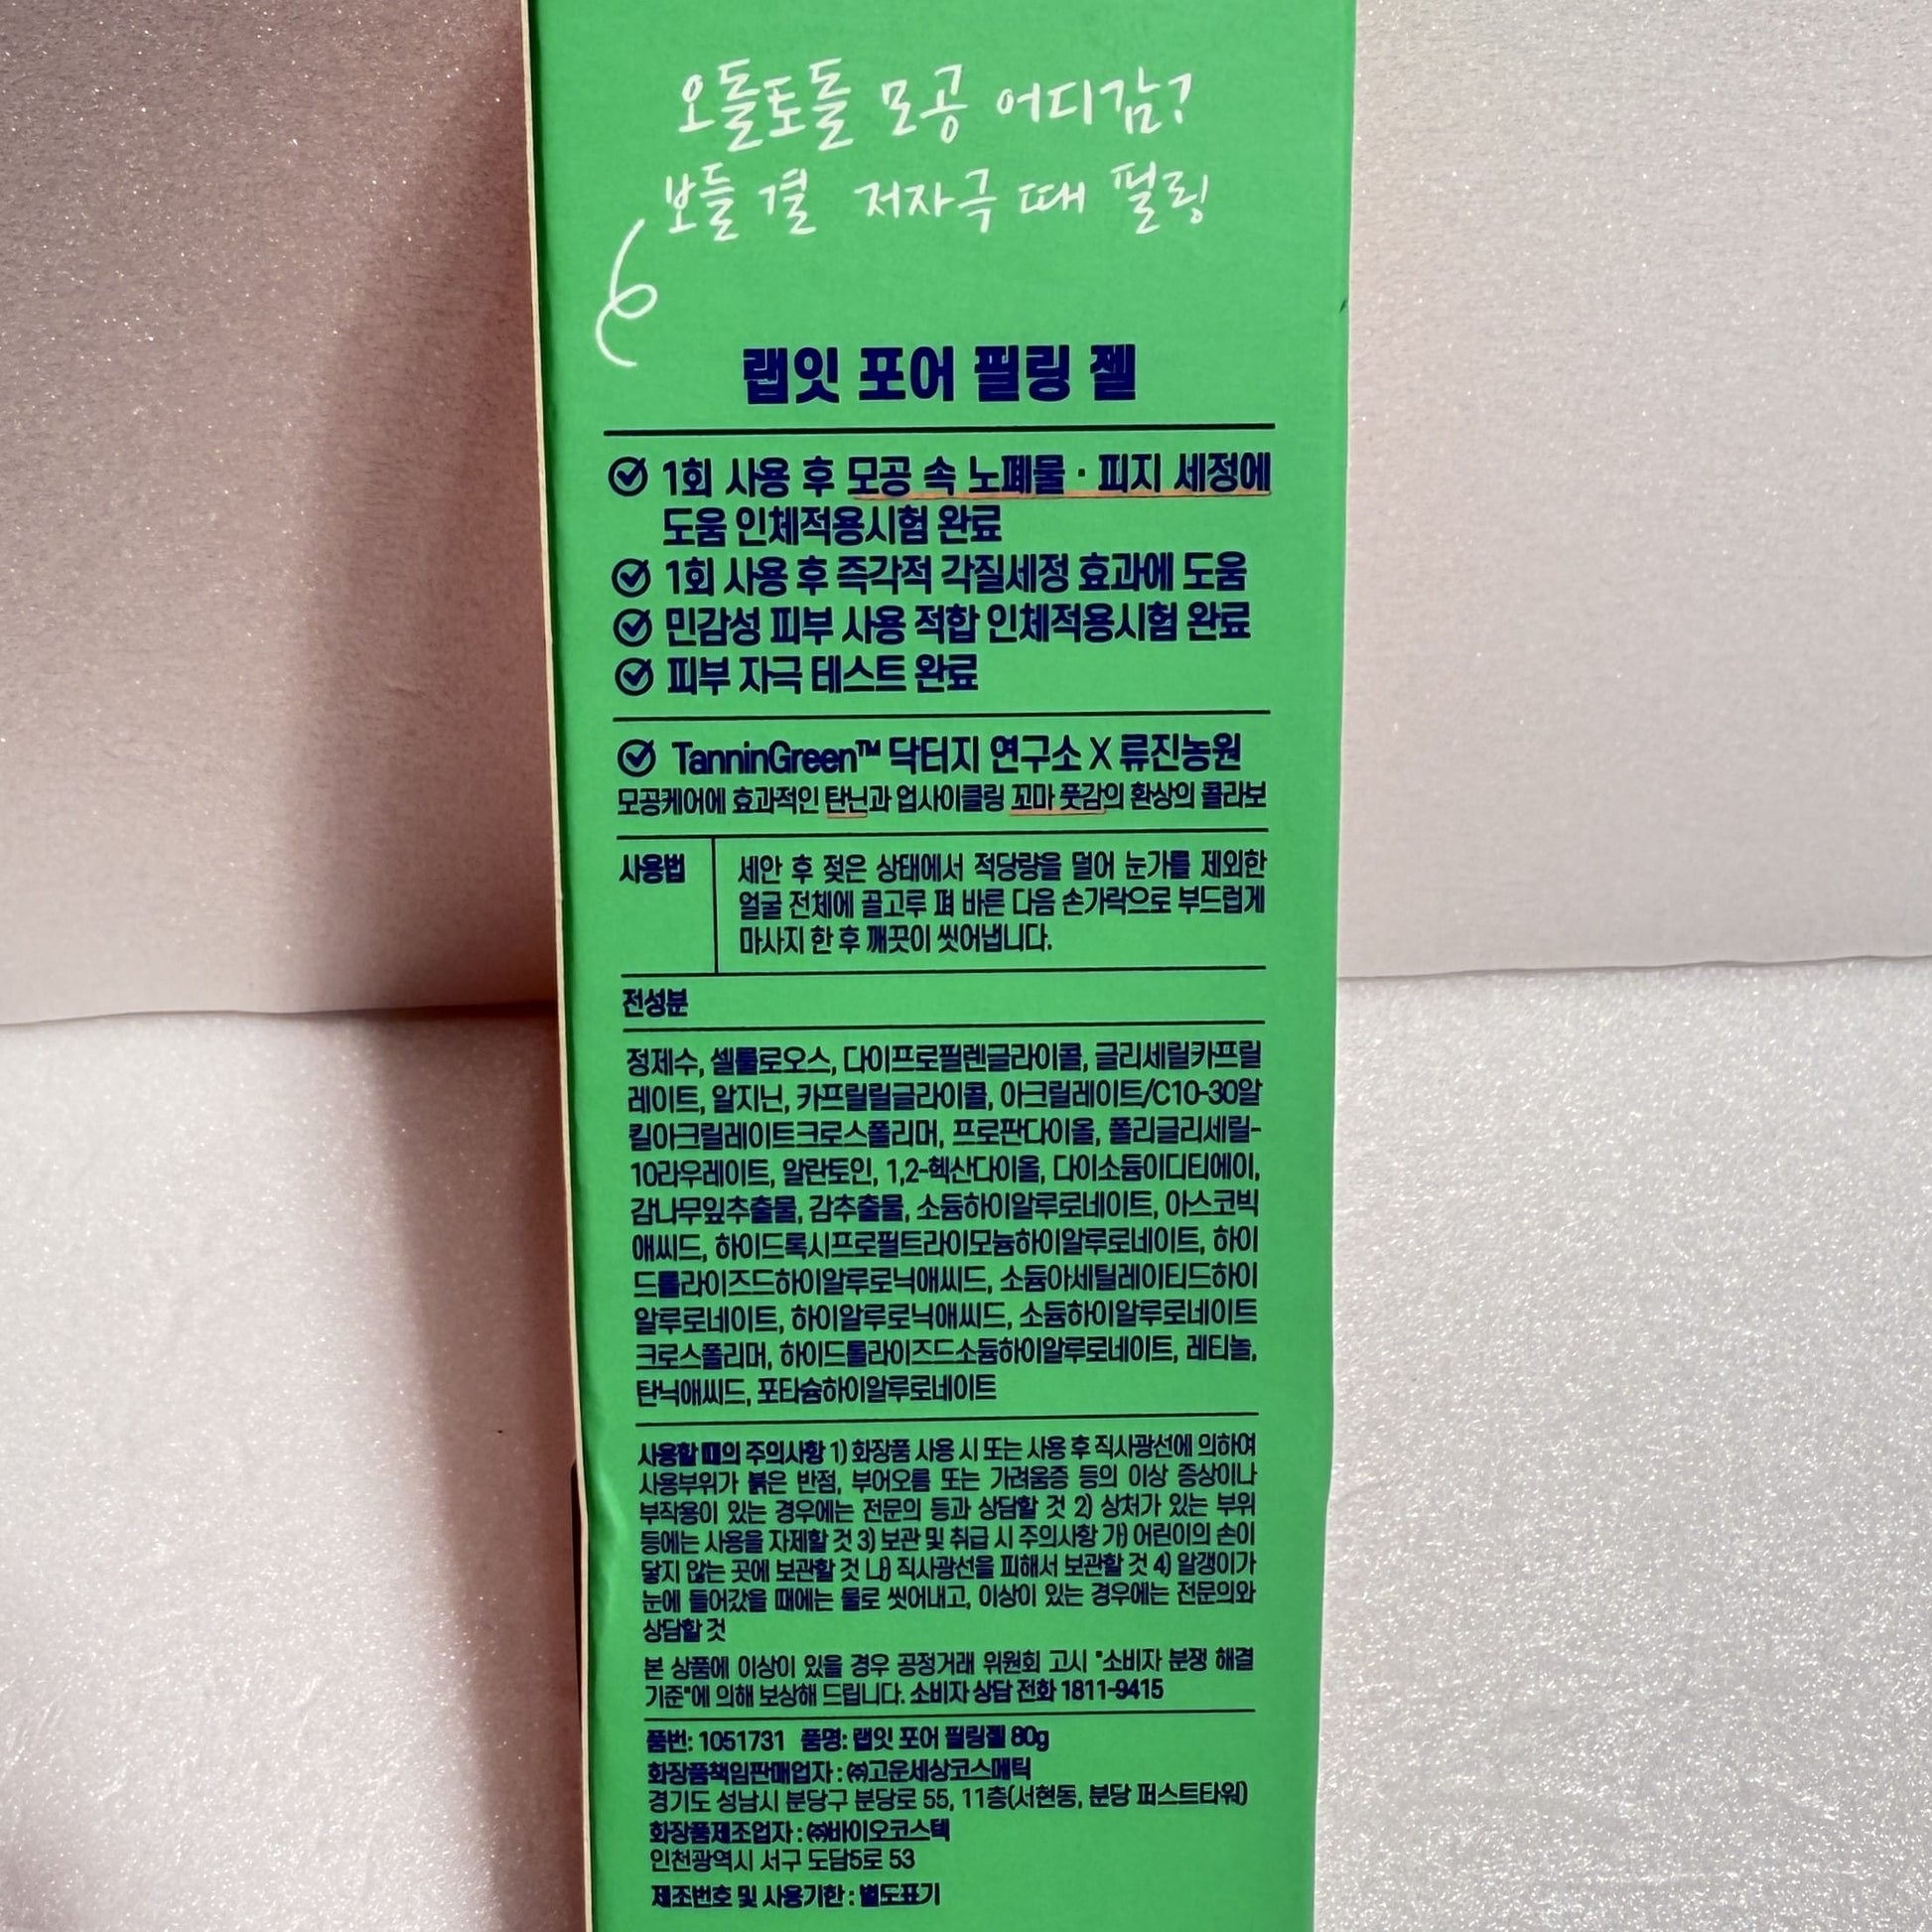 오돌토돌 모공 어디감?
보들 결 저자극 때 필링
랩잇 포어 필링 젤
1회 사용 후 모공 속 노폐물 · 피지 세정에
도움 인체적용시험 완료
1회 사용 후 즉각적 각질세정 효과에 도움
민감성 피부 사용 적합 인체적용시험 완료
피부 자극 테스트 완료
TanninGreen™ 닥터지 연구소 X 류진농원
모공케어에 효과적인 탄닌과 업사이클링 꼬마 풋감의 환상의 콜라보
사용법
세안 후 젖은 상태에서 적당량을 덜어 눈가를 제외한
얼굴 전체에 골고루 펴 바른 다음 손가락으로 부드럽게
마사지 한 후 깨끗이 씻어냅니다.
전성분
정제수, 셀룰로오스, 다이프로필렌글라이콜, 글리세릴카프릴
레이트, 알지닌, 카프릴릴글라이콜, 아크릴레이트/C10-30알
킬아크릴레이트크로스폴리머, 프로판다이올, 폴리글리세릴-
10라우레이트, 알란토인, 1,2-헥산다이올, 다이소듐이디티에이,
감나무잎추출물, 감추출물, 소듐하이알루로네이트, 아스코빅
애씨드, 하이드록시프로필트라이모늄하이알루로네이트, 하이
드롤라이즈드하이알루로닉애씨드, 소듐아세틸레이티드하이
알루로네이트, 하이알루로닉애씨드, 소듐하이알루로네이트
크로스폴리머, 하이드롤라이즈드소듐하이알루로네이트, 레티놀,
탄닉애씨드, 포타슘하이알루로네이트
사용할 때의 주의사항 1) 화장품 사용 시 또는 사용 후 직사광선에 의하여
사용부위가 붉은 반점, 부어오름 또는 가려움증 등의 이상 증상이나
부작용이 있는 경우에는 전문의 등과 상담할 것 2) 상처가 있는 부위
등에는 사용을 자제할 것 3) 보관 및 취급 시 주의사항 가) 어린이의 손이
닿지 않는 곳에 보관할 것 나) 직사광선을 피해서 보관할 것 4) 알갱이가
눈에 들어갔을 때에는 물로 씻어내고, 이상이 있는 경우에는 전문의와
상담할 것
본 상품에 이상이 있을 경우 공정거래 위원회 고시 "소비자 분쟁 해결
기준"에 의해 보상해 드립니다. 소비자 상담 전화 1811-9415
품번: 1051731 품명: 랩잇 포어 필링젤 80g
화장품책임판매업자 : ㈜고운세상코스메틱
경기도 성남시 분당구 분당로 55, 11층(서현동, 분당 퍼스트타워)
화장품제조업자 : ㈜바이오코스텍
인천광역시 서구 도담5로 53
제조번호 및 사용기한 : 별도표기